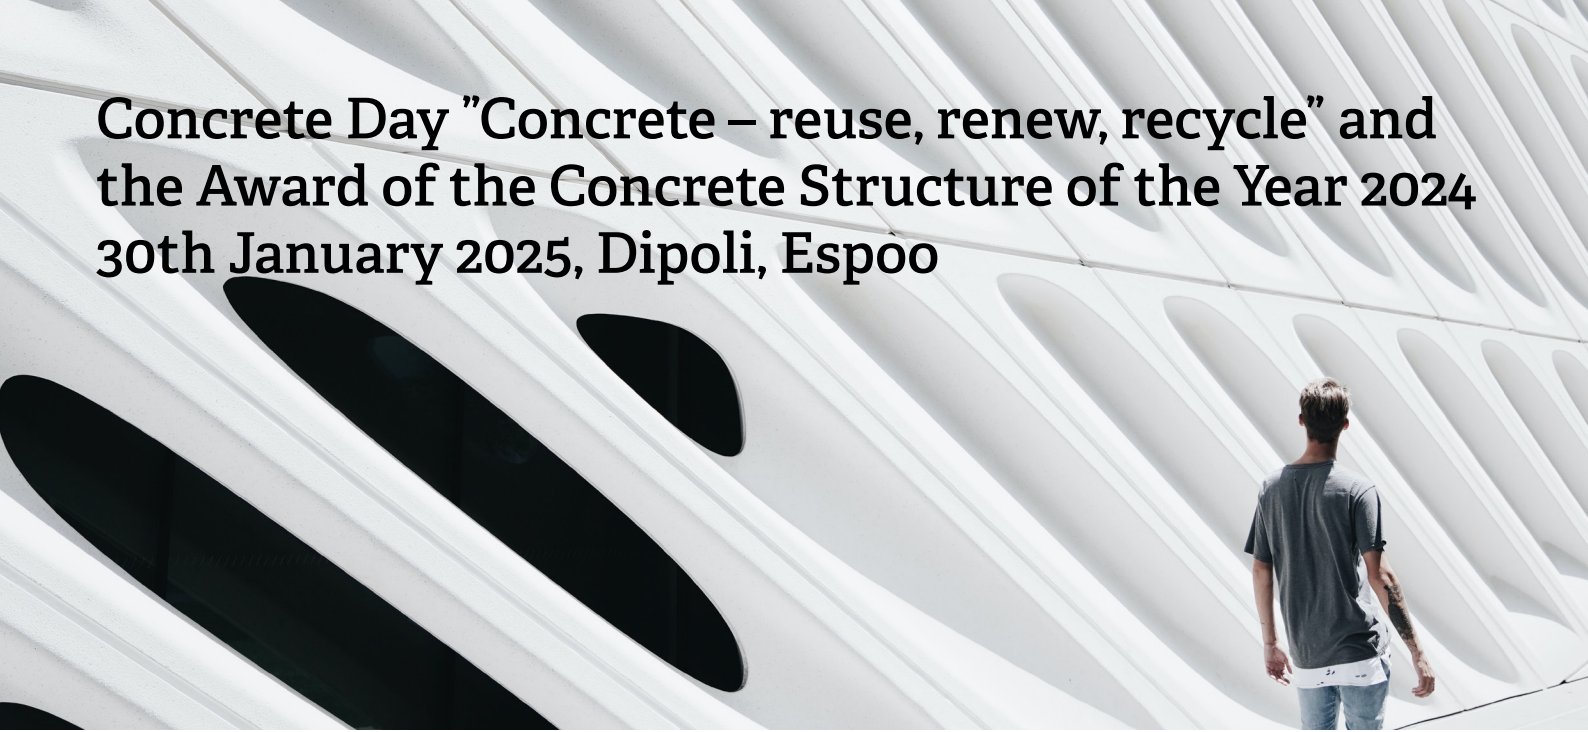 Concrete Day ”Concrete – reuse, renew, recycle” and
the Award of the Concrete Structure of the Year 2024
30th January 2025, Dipoli, Espoo